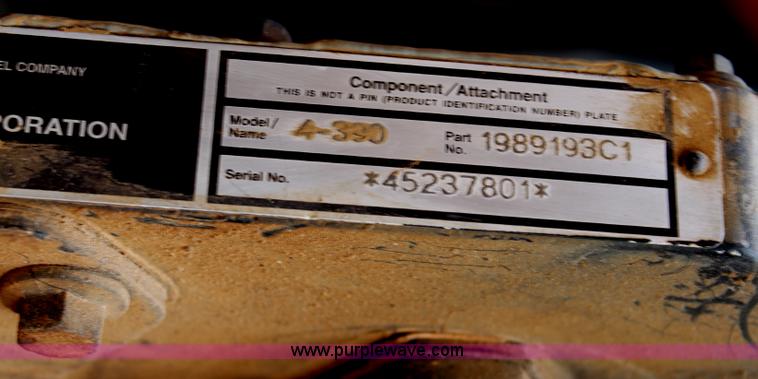 EL COMPANY
PORATION
Component/Attachment
THIS IS NOT A PIN (PRODUCT IDENTIFICATION NUMBER) PLATE
Model/ Name 4-390
Part No. 1989193C1
Serial No. *45237801*
www.purplewave.com